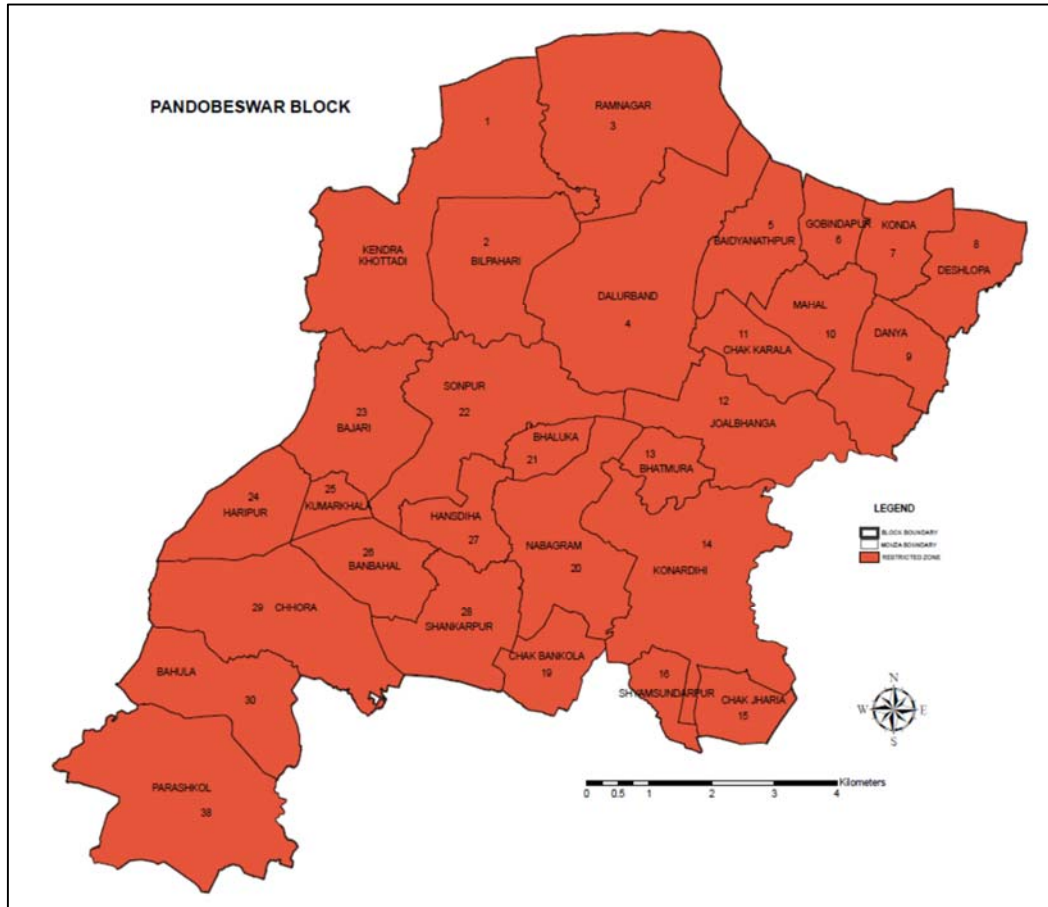 PANDOBESWAR BLOCK
1
RAMNAGAR
3
KENDRA
KHOTTADI
2
BILPAHARI
DALURBAND
4
5
BAIDYANATHPUR
GOBINDAPUR
6
KONDA
7
8
DESHLOPA
MAHAL
10
DANYA
9
11
CHAK KARALA
12
JOALBHANGA
SONPUR
22
23
BAJARI
BHALUKA
21
13
BHATMURA
24
HARIPUR
25
KUMARKHALA
HANSDIHA
27
NABAGRAM
20
14
KONARDIHI
26
BANBAHAL
29 CHHORA
28
SHANKARPUR
CHAK BANKOLA
19
16
SHYAMSUNDARPUR
CHAK JHARIA
15
BAHULA
30
PARASHKOL
38
LEGEND
BLOCK BOUNDARY
MOUZA BOUNDARY
RESTRICTED ZONE
N
W E
S
Kilometers
0 0.5 1 2 3 4